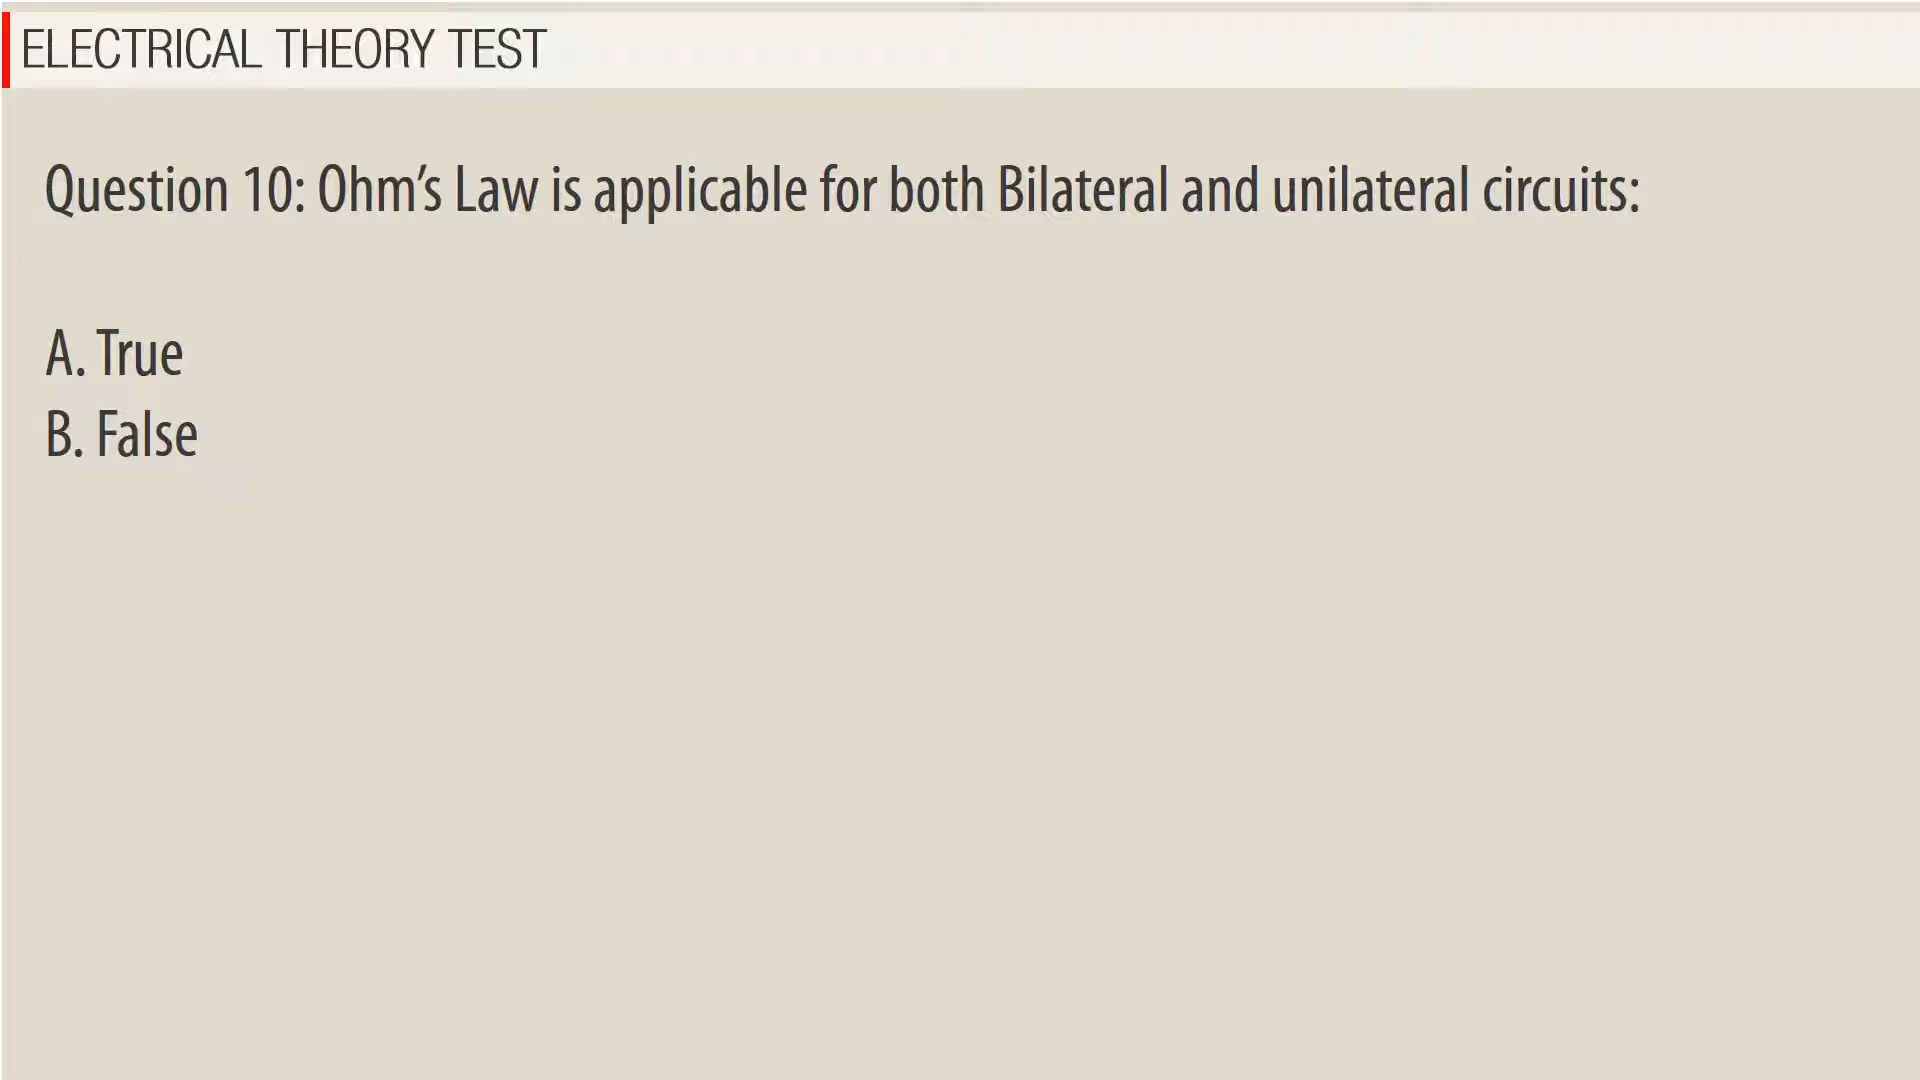 ELECTRICAL THEORY TEST
Question 10: Ohm’s Law is applicable for both Bilateral and unilateral circuits:
A. True
B. False